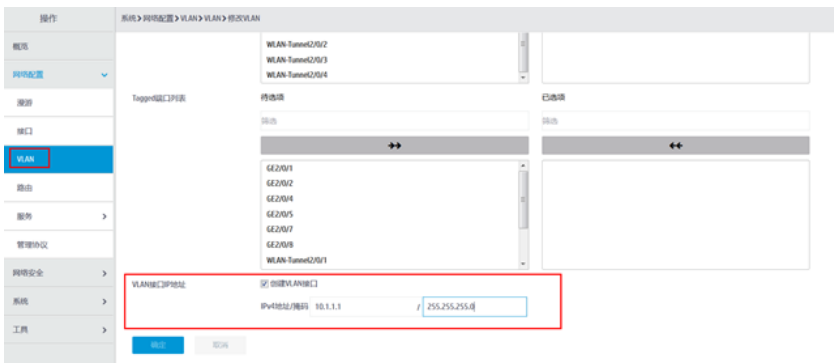 操作
系统>网络配置>VLAN>VLAN>修改VLAN
概览
网络配置
漫游
接口
VLAN
路由
服务
管理协议
网络安全
系统
工具
WLAN-Tunnel2/0/2
WLAN-Tunnel2/0/3
WLAN-Tunnel2/0/4
Tagged端口列表
待选项
已选项
筛选
筛选
GE2/0/1
GE2/0/2
GE2/0/4
GE2/0/5
GE2/0/7
GE2/0/8
WLAN-Tunnel2/0/1
VLAN接口IP地址
创建VLAN接口
IPv4地址/掩码 10.1.1.1 / 255.255.255.0
确定
取消